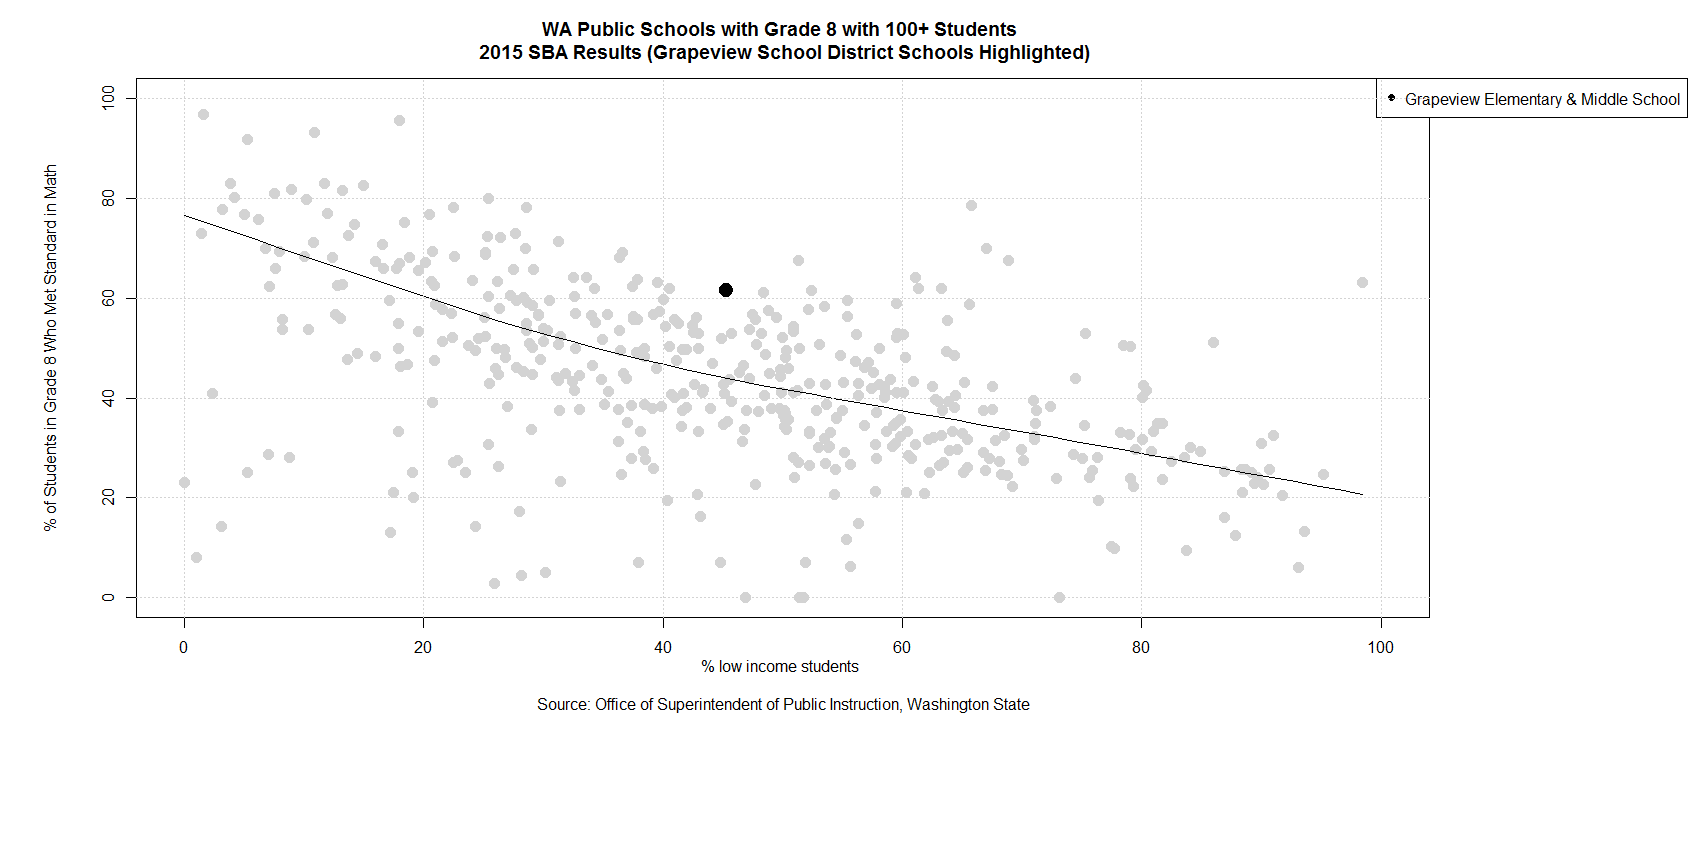 WA Public Schools with Grade 8 with 100+ Students
2015 SBA Results (Grapeview School District Schools Highlighted)
Grapeview Elementary & Middle School
% of Students in Grade 8 Who Met Standard in Math
100
80
60
40
20
0
0 20 40 60 80 100
% low income students
Source: Office of Superintendent of Public Instruction, Washington State